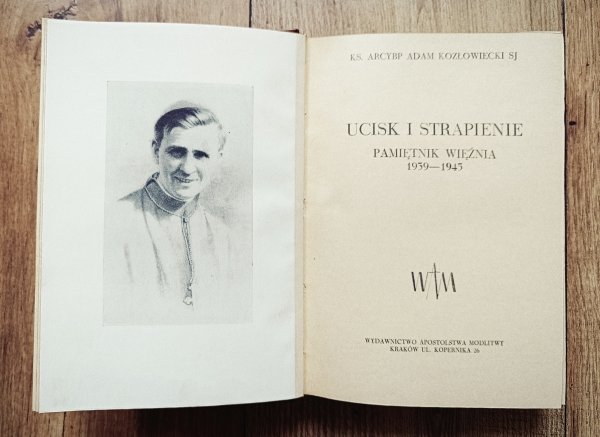 KS. ARCYBP ADAM KOZŁOWIECKI SJ
UCISK I STRAPIENIE
PAMIĘTNIK WIĘŹNIA
1939—1945
WAM
WYDAWNICTWO APOSTOLSTWA MODLITWY
KRAKÓW UL. KOPERNIKA 26